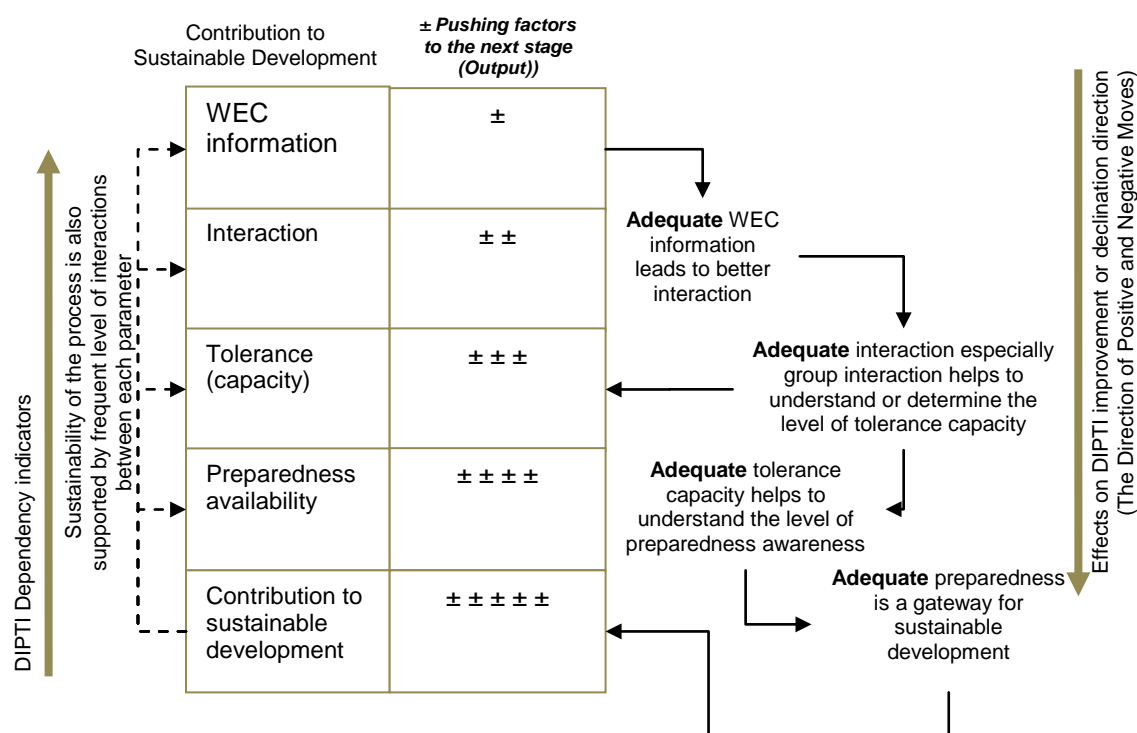 Contribution to
Sustainable Development
± Pushing factors
to the next stage
(Output))
WEC
information
±
Interaction
± ±
Tolerance
(capacity)
± ± ±
Preparedness
availability
± ± ± ±
Contribution to
sustainable
development
± ± ± ± ±
DIPTI Dependency indicators
Sustainability of the process is also
supported by frequent level of interactions
between each parameter
Adequate WEC
information
leads to better
interaction
Adequate interaction especially
group interaction helps to
understand or determine the
level of tolerance capacity
Adequate tolerance
capacity helps to
understand the level of
preparedness awareness
Adequate preparedness
is a gateway for
sustainable
development
Effects on DIPTI improvement or declination direction
(The Direction of Positive and Negative Moves)